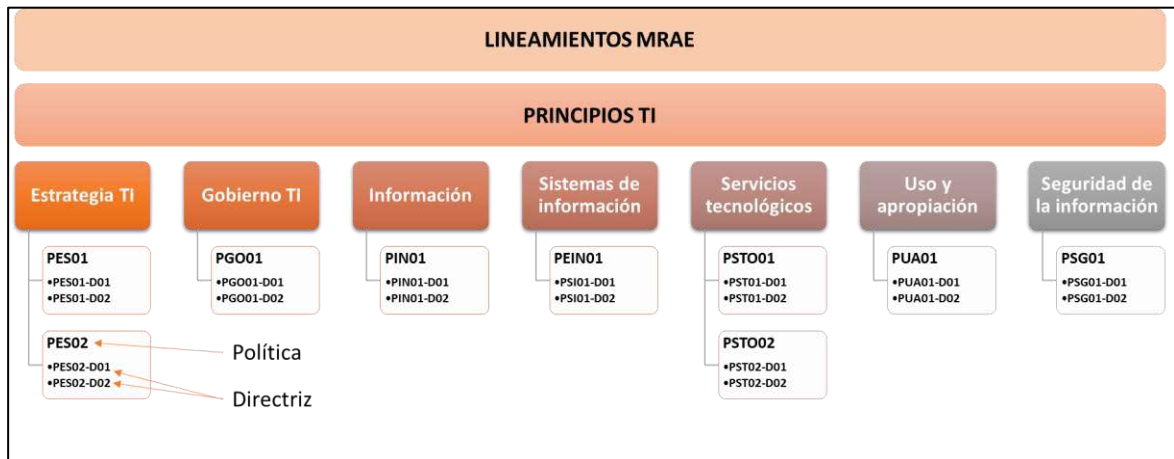 LINEAMIENTOS MRAE
PRINCIPIOS TI
Estrategia TI
Gobierno TI
Información
Sistemas de
información
Servicios
tecnológicos
Uso y
apropiación
Seguridad de
la información
PES01
•PES01-D01
•PES01-D02
PGO01
•PGO01-D01
•PGO01-D02
PIN01
•PIN01-D01
•PIN01-D02
PEIN01
•PSI01-D01
•PSI01-D02
PSTO01
•PST01-D01
•PST01-D02
PUA01
•PUA01-D01
•PUA01-D02
PSG01
•PSG01-D01
•PSG01-D02
PES02
•PES02-D01
•PES02-D02
Política
Directriz
PSTO02
•PST02-D01
•PST02-D02